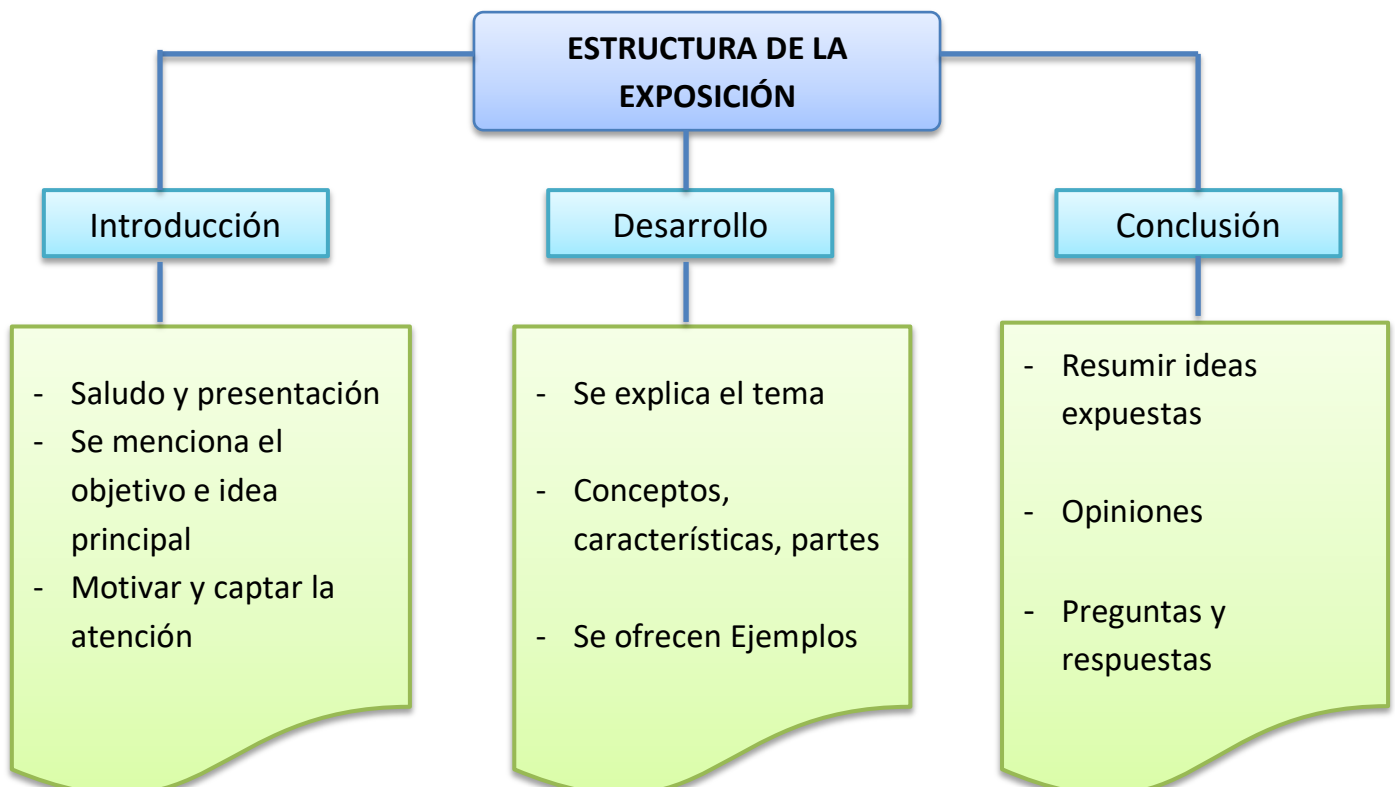 ESTRUCTURA DE LA
EXPOSICIÓN
Introducción
- Saludo y presentación
- Se menciona el
objetivo e idea
principal
- Motivar y captar la
atención
Desarrollo
- Se explica el tema
- Conceptos,
características, partes
- Se ofrecen Ejemplos
Conclusión
- Resumir ideas
expuestas
- Opiniones
- Preguntas y
respuestas